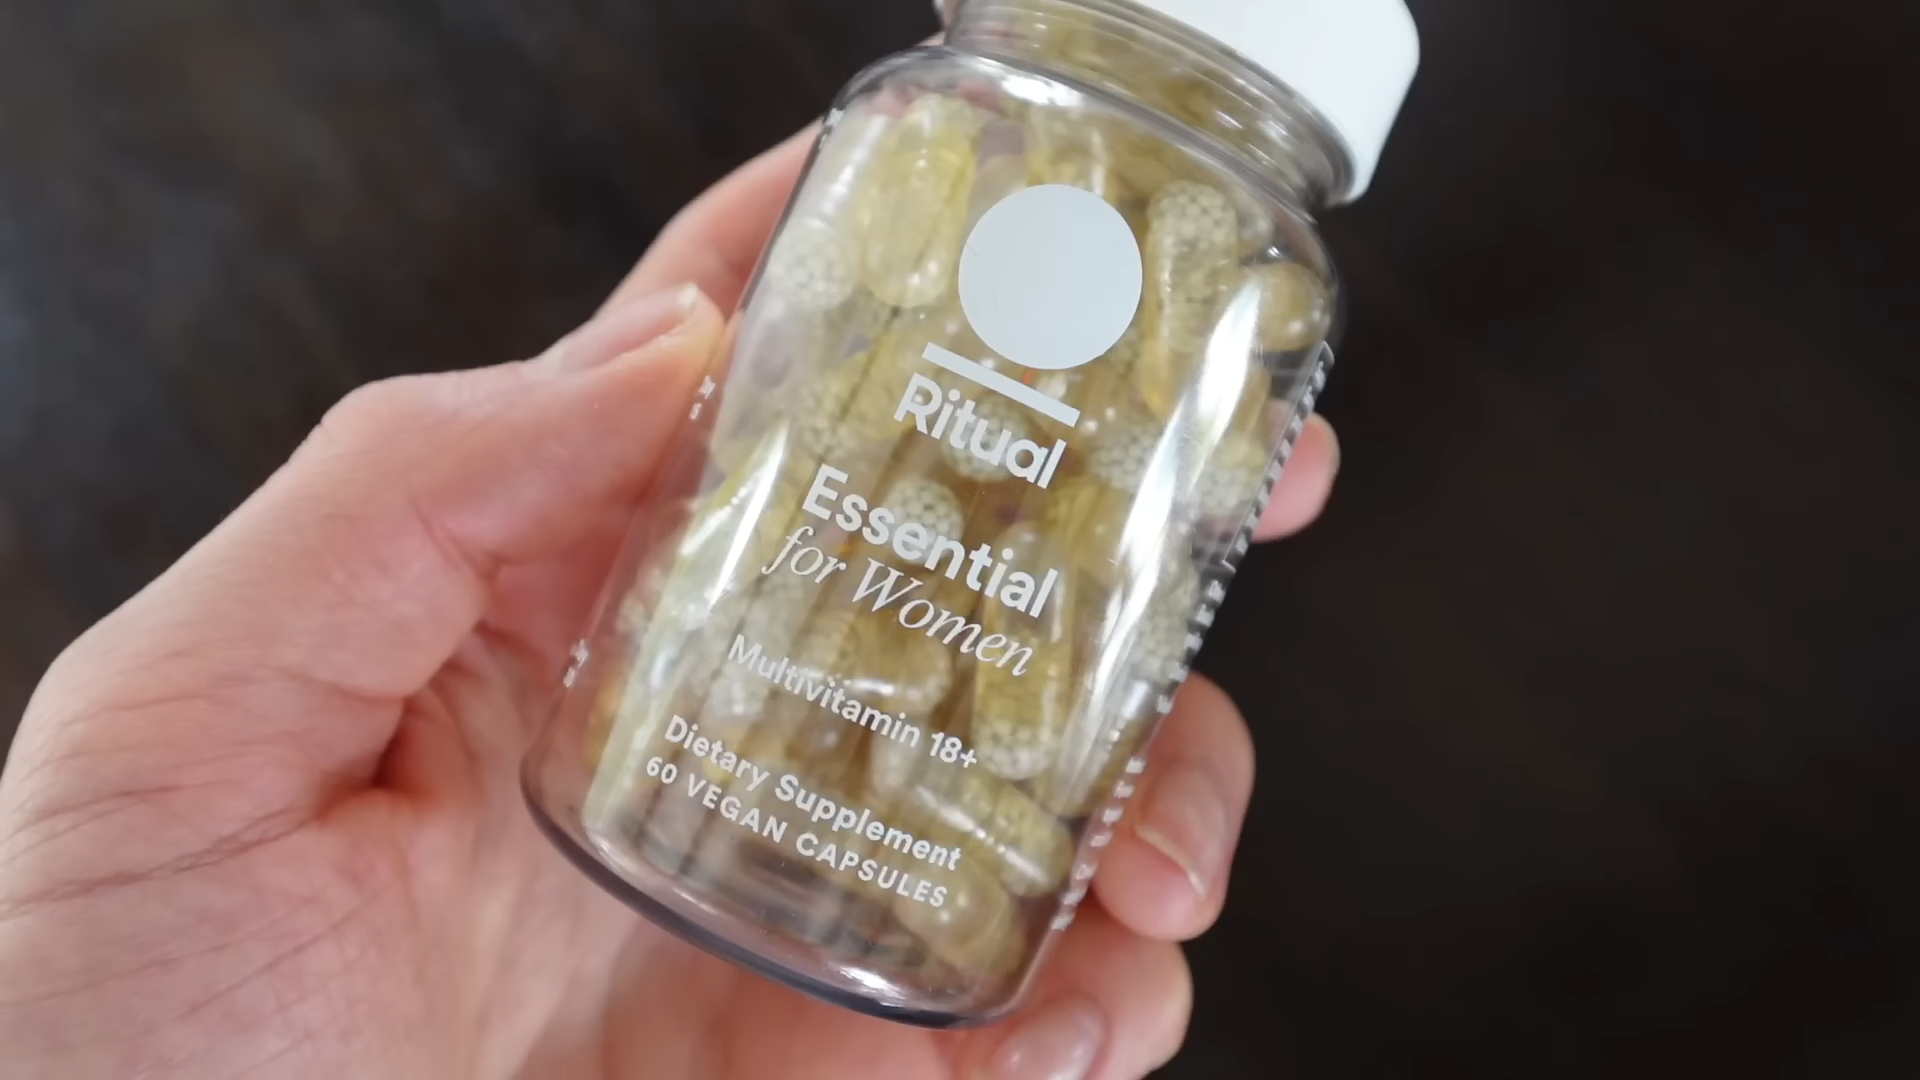 Ritual
Essential
for Women
Multivitamin 18+
Dietary Supplement
60 VEGAN CAPSULES